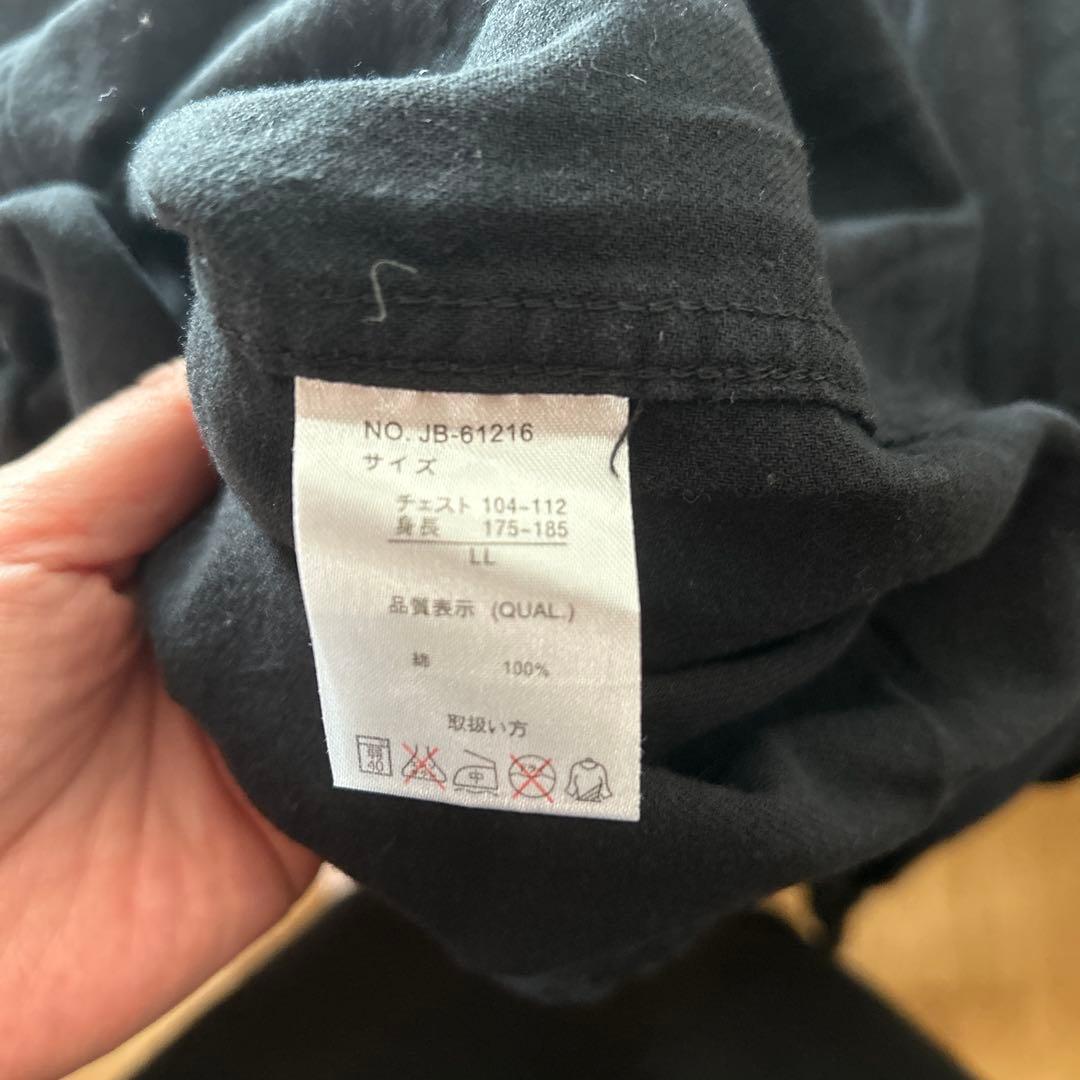 NO. JB-61216
サイズ
チェスト 104-112
身長 175-185
LL
品質表示 (QUAL.)
綿 100%
取扱い方
弱 40 中